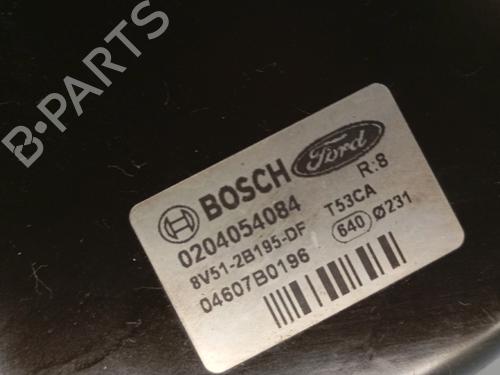 B-PARTS
BOSCH
Ford
R:8
0204054084
T53CA
8V51-2B195-DF
640 Ø231
04607B0196